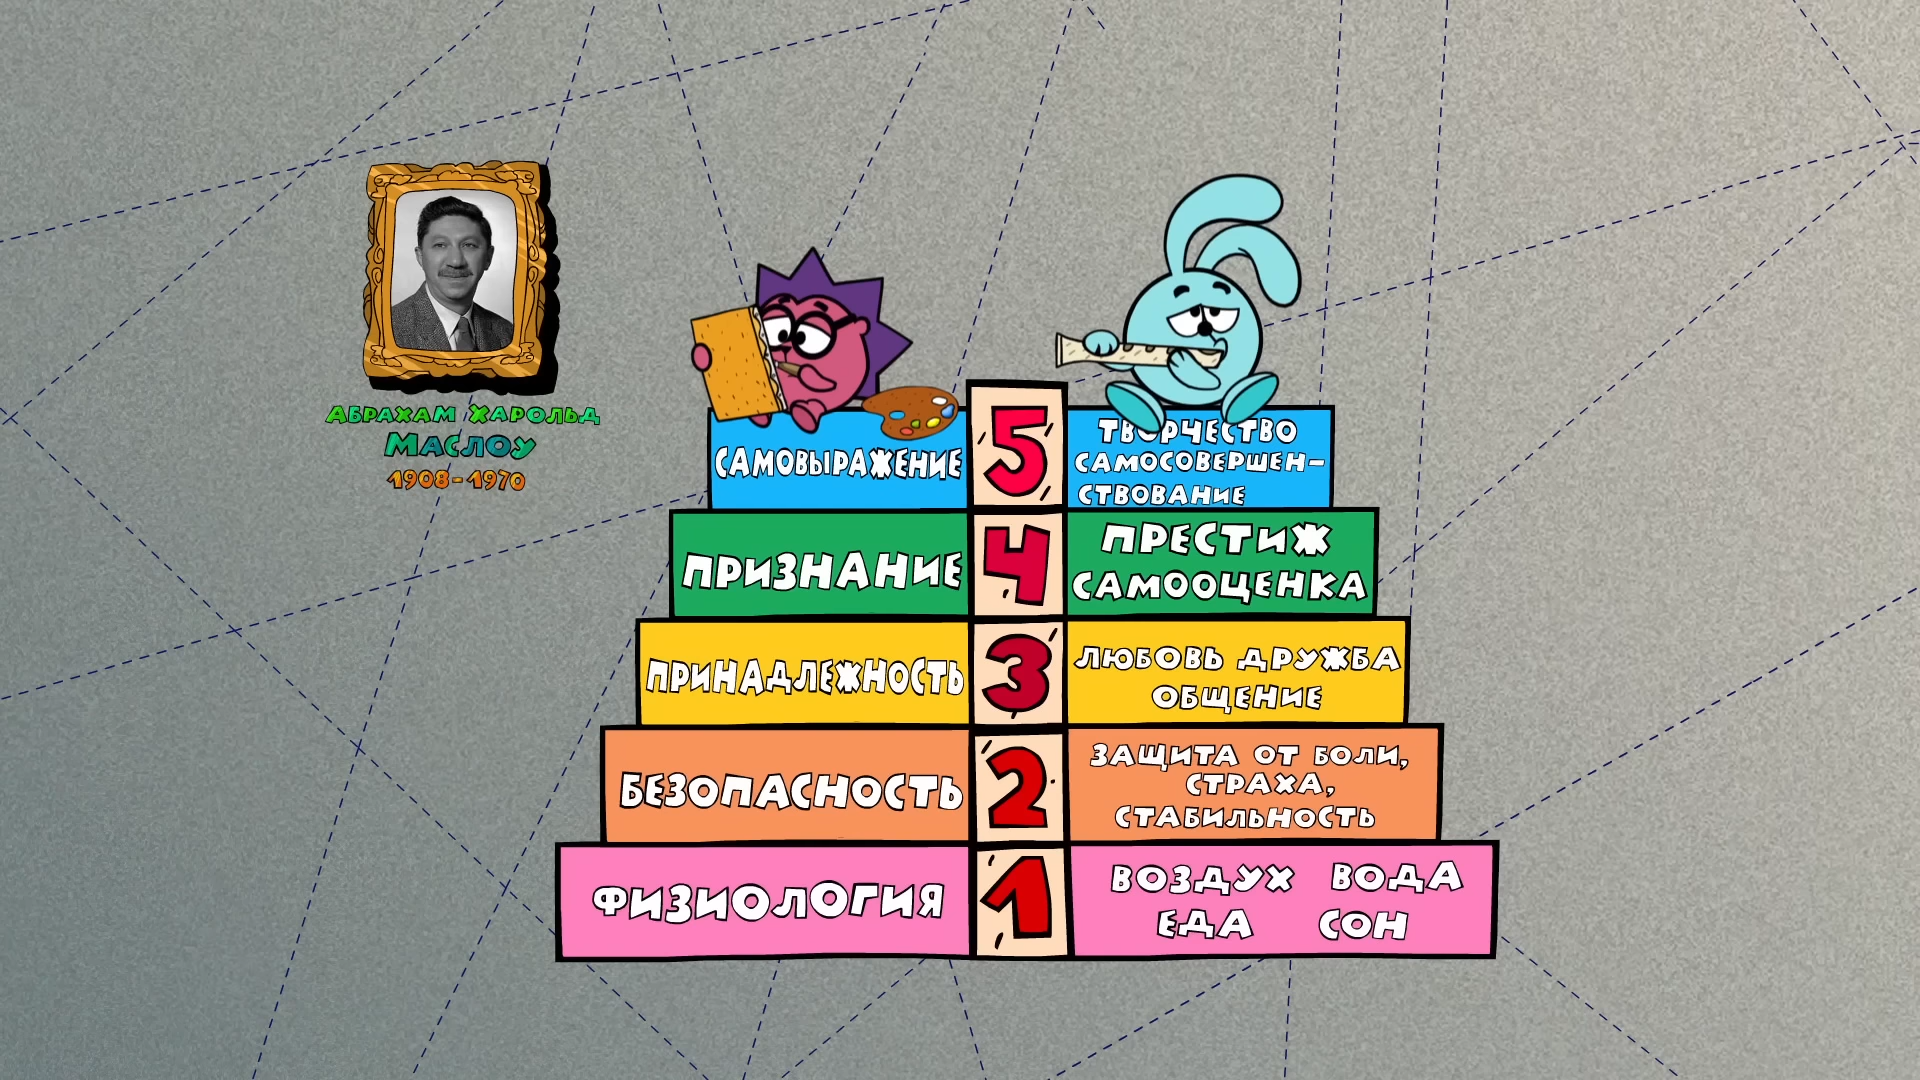 Абрахам Харольд
Маслоу
1908-1970
САМОВЫРАЖЕНИЕ
5
ТВОРЧЕСТВО
САМОСОВЕРШЕН-
СТВОВАНИЕ
ПРИЗНАНИЕ
4
ПРЕСТИЖ
САМООЦЕНКА
ПРИНАДЛЕЖНОСТЬ
3
ЛЮБОВЬ ДРУЖБА
ОБЩЕНИЕ
БЕЗОПАСНОСТЬ
2
ЗАЩИТА ОТ БОЛИ,
СТРАХА,
СТАБИЛЬНОСТЬ
ФИЗИОЛОГИЯ
1
ВОЗДУХ ВОДА
ЕДА СОН